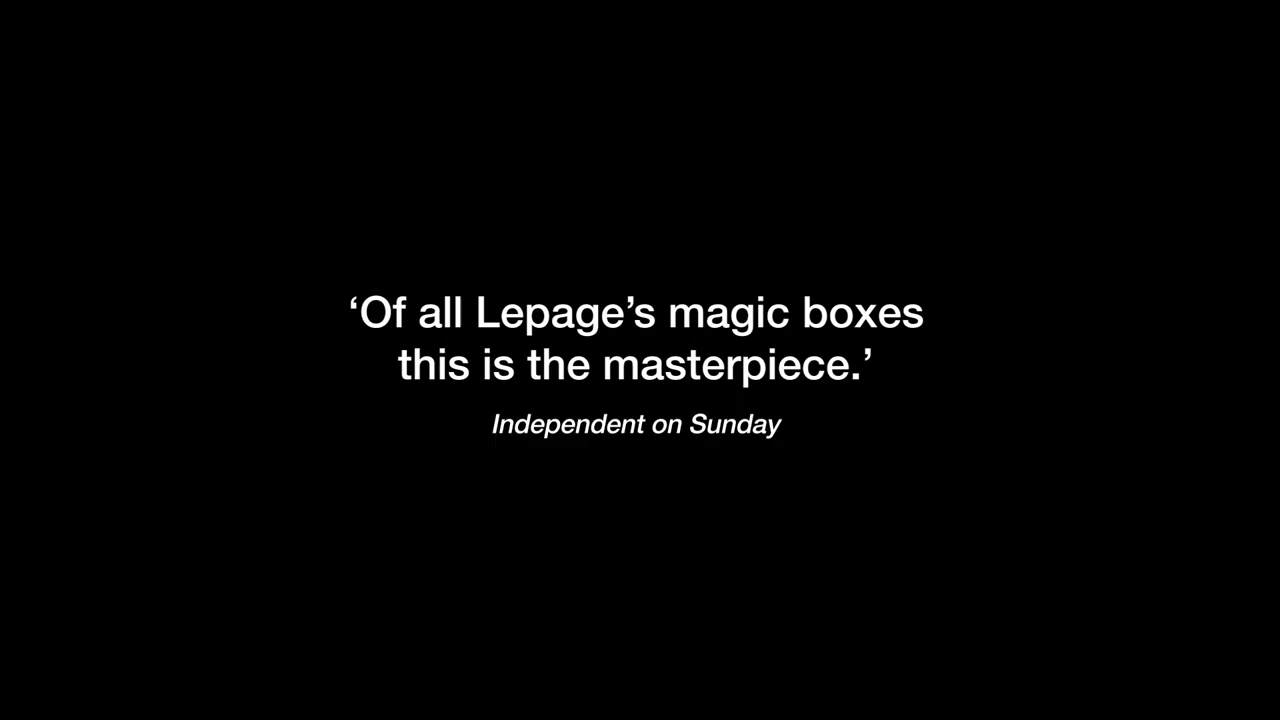 ‘Of all Lepage’s magic boxes
this is the masterpiece.’
Independent on Sunday